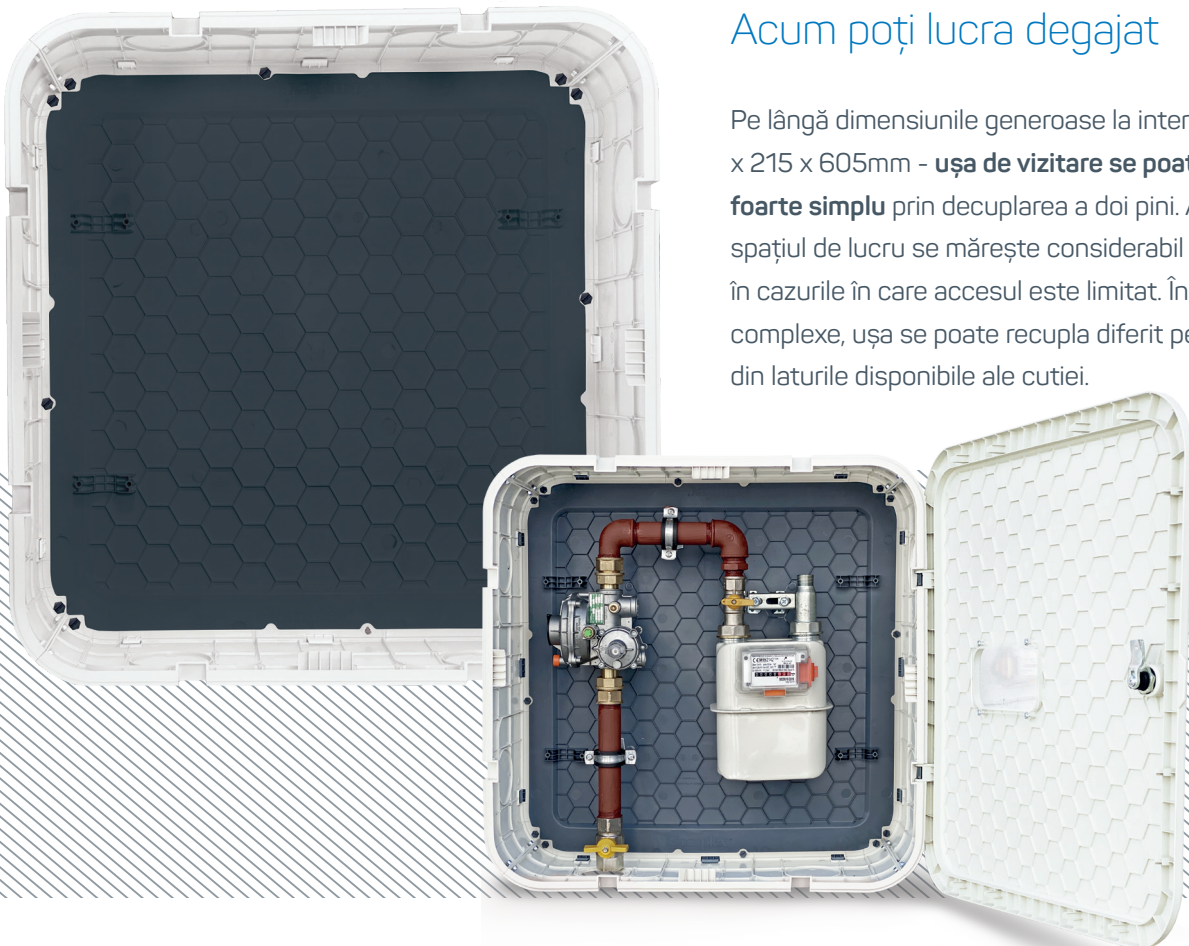 Acum poți lucra degajat
Pe lângă dimensiunile generoase la inter
x 215 x 605mm - ușa de vizitare se poat
foarte simplu prin decuplarea a doi pini. A
spațiul de lucru se mărește considerabil
în cazurile în care accesul este limitat. În
complexe, ușa se poate recupla diferit pe
din laturile disponibile ale cutiei.